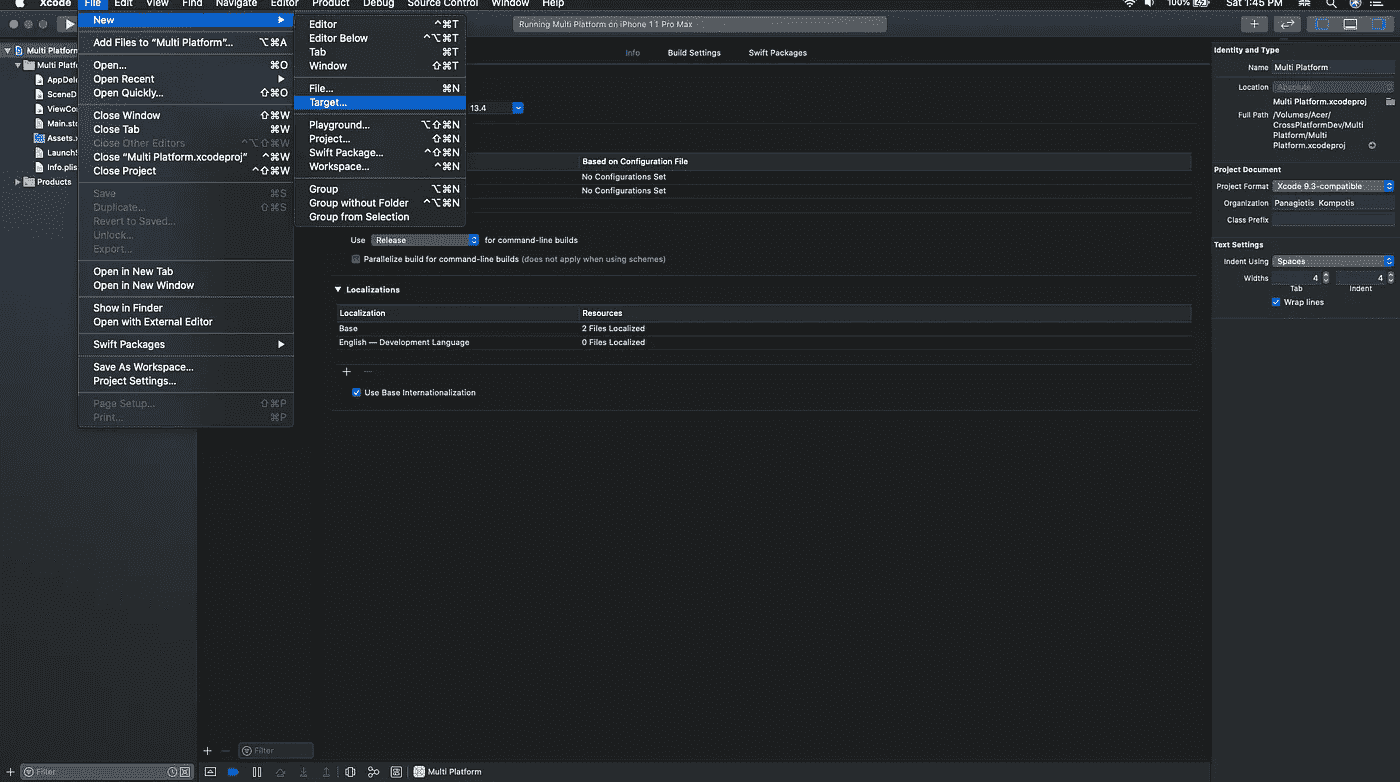 Xcode File Edit View Find Navigate Editor Product Debug Source Control Window Help 100% Sat 1:45 PM
Running Multi Platform on iPhone 11 Pro Max
New
Add Files to “Multi Platform”... ⌥⌘A
Open... ⌘O
Open Recent
Open Quickly... ⇧⌘O
Close Window ⇧⌘W
Close Tab ⌘W
Close Other Editors ^⌥⇧⌘W
Close “Multi Platform.xcodeproj” ^⌘W
Close Project ^⇧⌘W
Save ⌘S
Duplicate... ⇧⌘S
Revert to Saved...
Unlock...
Export...
Open in New Tab
Open in New Window
Show in Finder
Open with External Editor
Swift Packages
Save As Workspace...
Project Settings...
Page Setup... ⇧⌘P
Print... ⌘P
Editor ^⌘T
Editor Below ^⌥⌘T
Tab ⌘T
Window ⇧⌘T
File... ⌘N
Target...
Playground... ⌥⇧⌘N
Project... ⇧⌘N
Swift Package... ^⇧⌘N
Workspace... ^⌘N
Group ⌥⌘N
Group without Folder ^⌥⌘N
Group from Selection
Multi Platform
Multi Platfo
AppDele
SceneD
ViewCo
Main.sto
Assets.x
Launch
Info.plis
Products
Info Build Settings Swift Packages
13.4
Based on Configuration File
No Configurations Set
No Configurations Set
Use Release for command-line builds
Parallelize build for command-line builds (does not apply when using schemes)
Localizations
Localization Resources
Base 2 Files Localized
English — Development Language 0 Files Localized
Use Base Internationalization
Identity and Type
Name Multi Platform
Location Absolute
Multi Platform.xcodeproj
Full Path /Volumes/Acer/
CrossPlatformDev/Multi
Platform/Multi
Platform.xcodeproj
Project Document
Project Format Xcode 9.3-compatible
Organization Panagiotis Kompotis
Class Prefix
Text Settings
Indent Using Spaces
Widths 4 4
Tab Indent
Wrap lines
Filter
Filter
Multi Platform